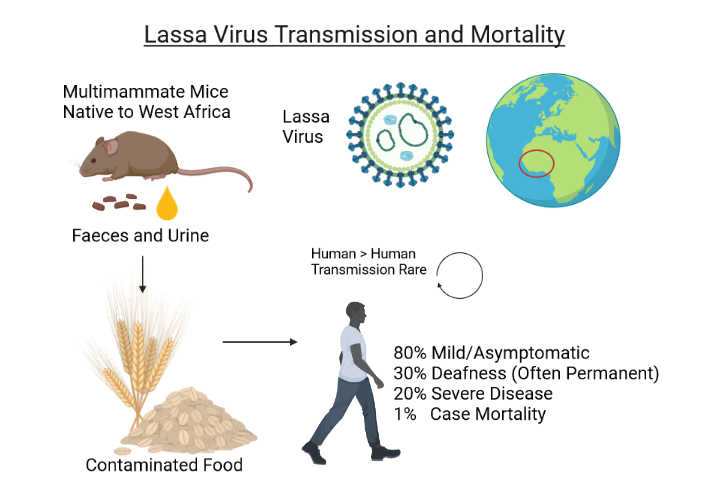 Lassa Virus Transmission and Mortality
Multimammate Mice
Native to West Africa
Lassa
Virus
Faeces and Urine
Human > Human
Transmission Rare
80% Mild/Asymptomatic
30% Deafness (Often Permanent)
20% Severe Disease
1% Case Mortality
Contaminated Food